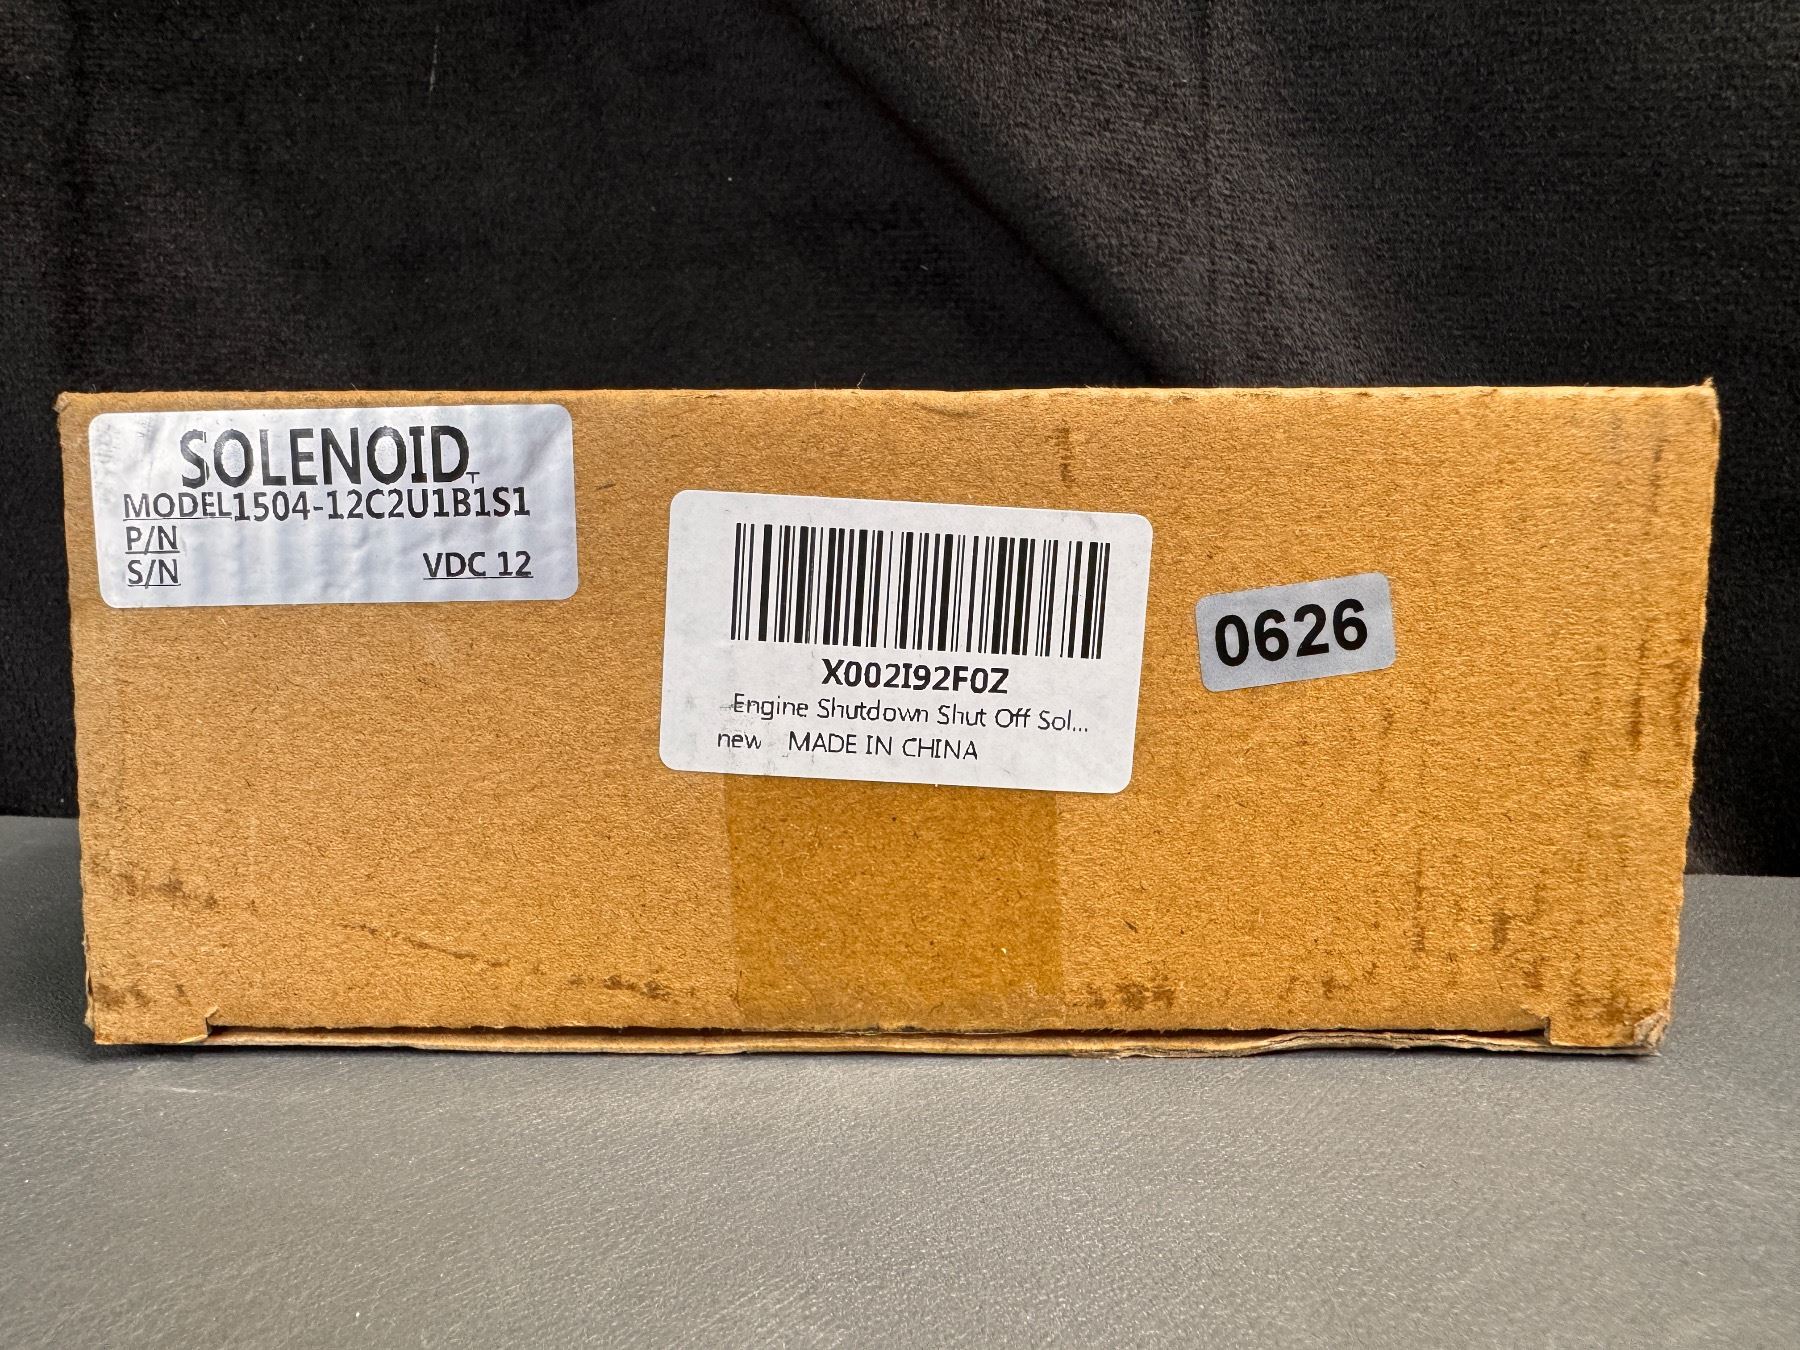 SOLENOID
T
MODEL1504-12C2U1B1S1
P/N
S/N VDC 12
X002I92F0Z
Engine Shutdown Shut Off Sol...
new MADE IN CHINA
0626